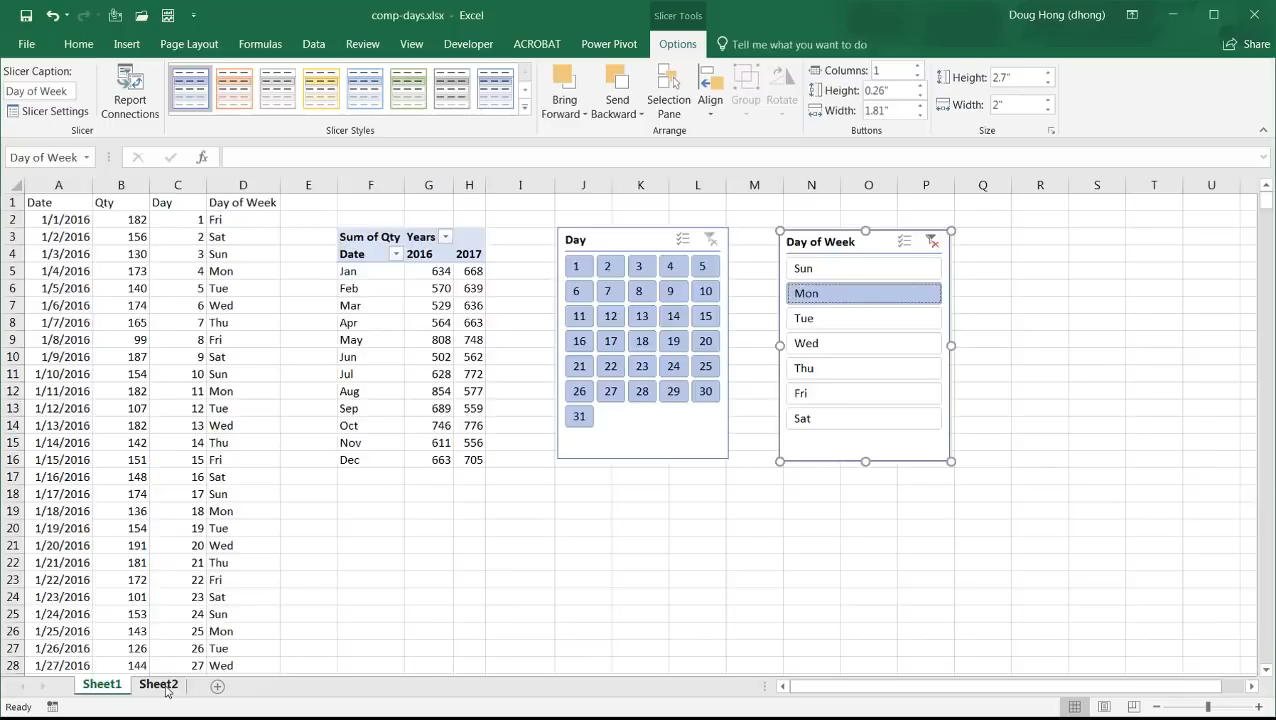 comp-days.xlsx - Excel
Slicer Tools
Doug Hong (dhong)
File Home Insert Page Layout Formulas Data Review View Developer ACROBAT Power Pivot Options Tell me what you want to do Share
Slicer Caption:
Day of Week
Slicer Settings
Report Connections
Bring Forward
Send Backward
Selection Pane
Align
Group
Rotate
Columns: 1
Height: 0.26"
Width: 1.81"
Height: 2.7"
Width: 2"
Slicer Slicer Styles Arrange Buttons Size
Day of Week fx
A B C D E F G H I J K L M N O P Q R S T U
1 Date Qty Day Day of Week
2 1/1/2016 182 1 Fri
3 1/2/2016 156 2 Sat Sum of Qty Years
4 1/3/2016 130 3 Sun Date 2016 2017
5 1/4/2016 173 4 Mon Jan 634 668
6 1/5/2016 140 5 Tue Feb 570 639
7 1/6/2016 174 6 Wed Mar 529 636
8 1/7/2016 165 7 Thu Apr 564 663
9 1/8/2016 99 8 Fri May 808 748
10 1/9/2016 187 9 Sat Jun 502 562
11 1/10/2016 154 10 Sun Jul 628 772
12 1/11/2016 182 11 Mon Aug 854 577
13 1/12/2016 107 12 Tue Sep 689 559
14 1/13/2016 182 13 Wed Oct 746 776
15 1/14/2016 142 14 Thu Nov 611 556
16 1/15/2016 151 15 Fri Dec 663 705
17 1/16/2016 148 16 Sat
18 1/17/2016 174 17 Sun
19 1/18/2016 136 18 Mon
20 1/19/2016 154 19 Tue
21 1/20/2016 191 20 Wed
22 1/21/2016 181 21 Thu
23 1/22/2016 172 22 Fri
24 1/23/2016 101 23 Sat
25 1/24/2016 153 24 Sun
26 1/25/2016 143 25 Mon
27 1/26/2016 126 26 Tue
28 1/27/2016 144 27 Wed
Day
1 2 3 4 5
6 7 8 9 10
11 12 13 14 15
16 17 18 19 20
21 22 23 24 25
26 27 28 29 30
31
Day of Week
Sun
Mon
Tue
Wed
Thu
Fri
Sat
Sheet1 Sheet2
Ready